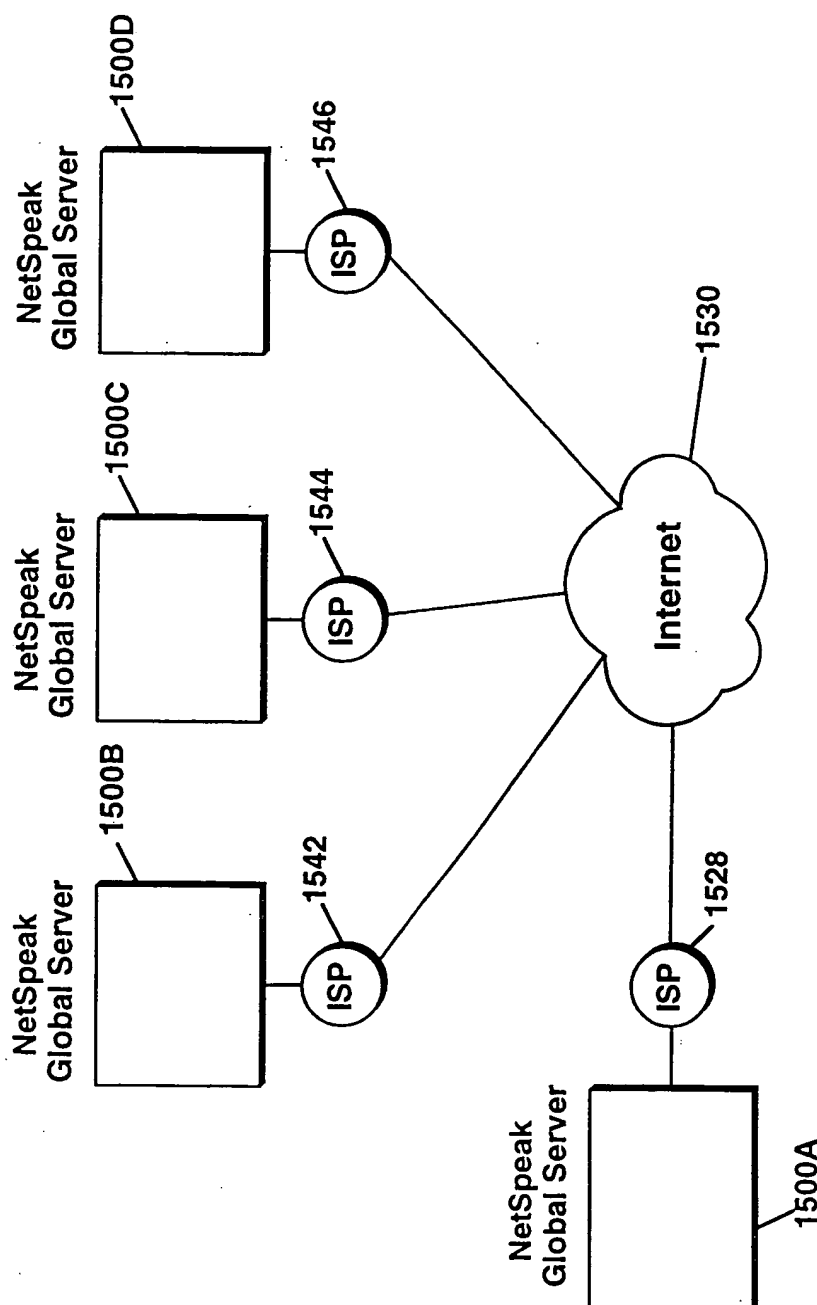 NetSpeak
Global Server
1500B
1542
ISP
NetSpeak
Global Server
1500C
1544
ISP
NetSpeak
Global Server
1500D
1546
ISP
NetSpeak
Global Server
1500A
ISP
1528
Internet
1530